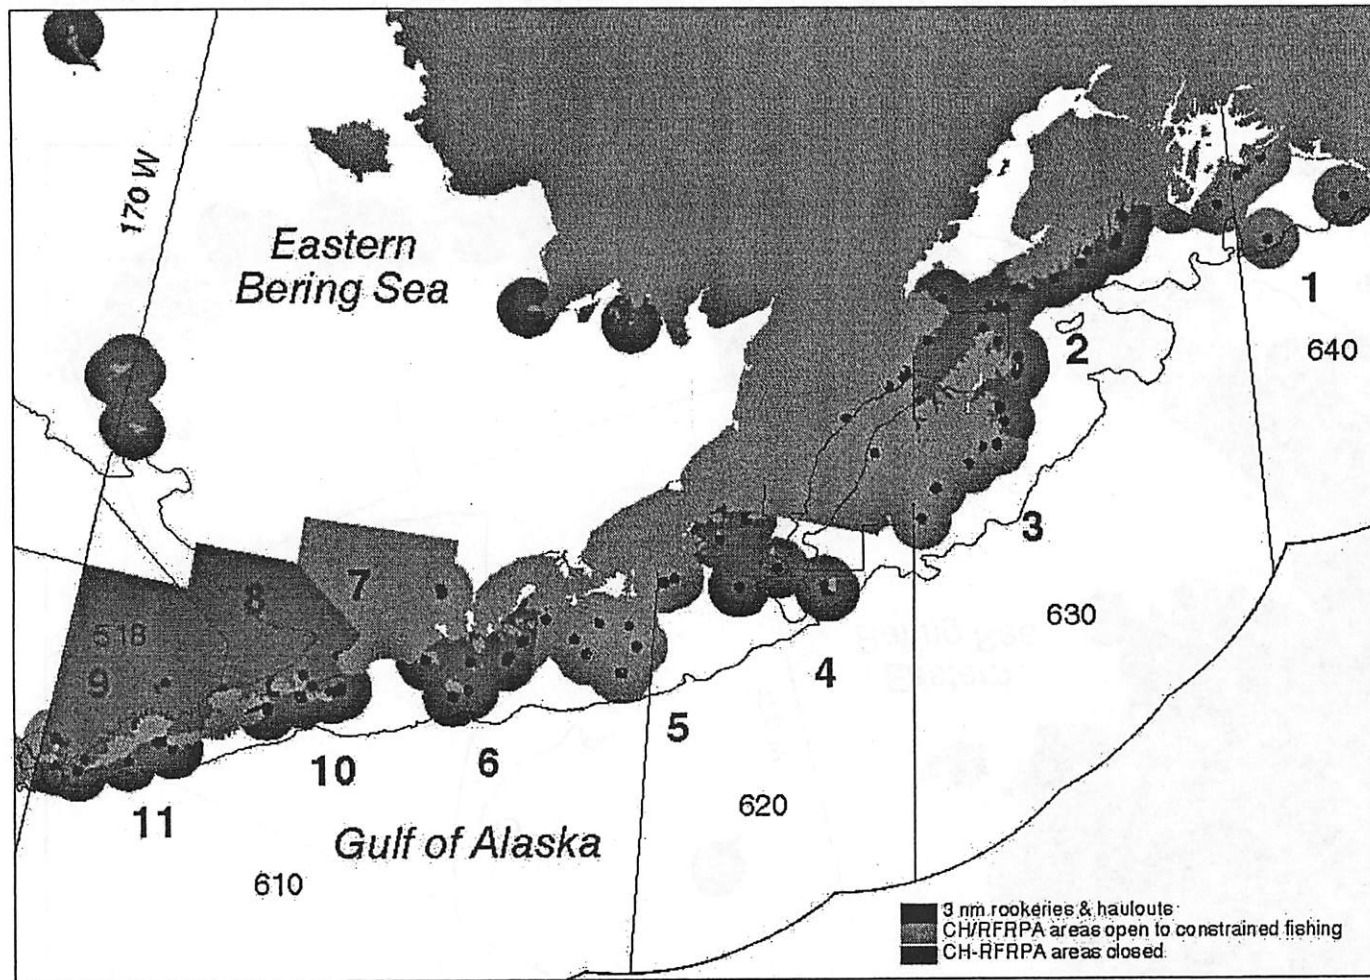 170 W
Eastern
Bering Sea
1
640
2
3
630
7
8
518
9
4
5
6
10
620
11
Gulf of Alaska
610
3 nm rookeries & haulouts
CH/RFRPA areas open to constrained fishing
CH-RFRPA areas closed